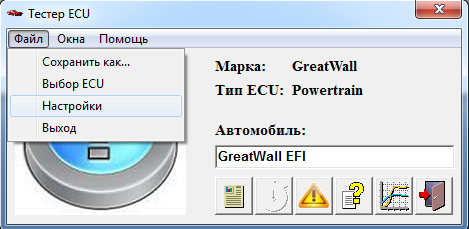 Тестер ECU
Файл Окна Помощь
Сохранить как...
Выбор ECU
Настройки
Выход
Марка: GreatWall
Тип ECU: Powertrain
Автомобиль:
GreatWall EFI